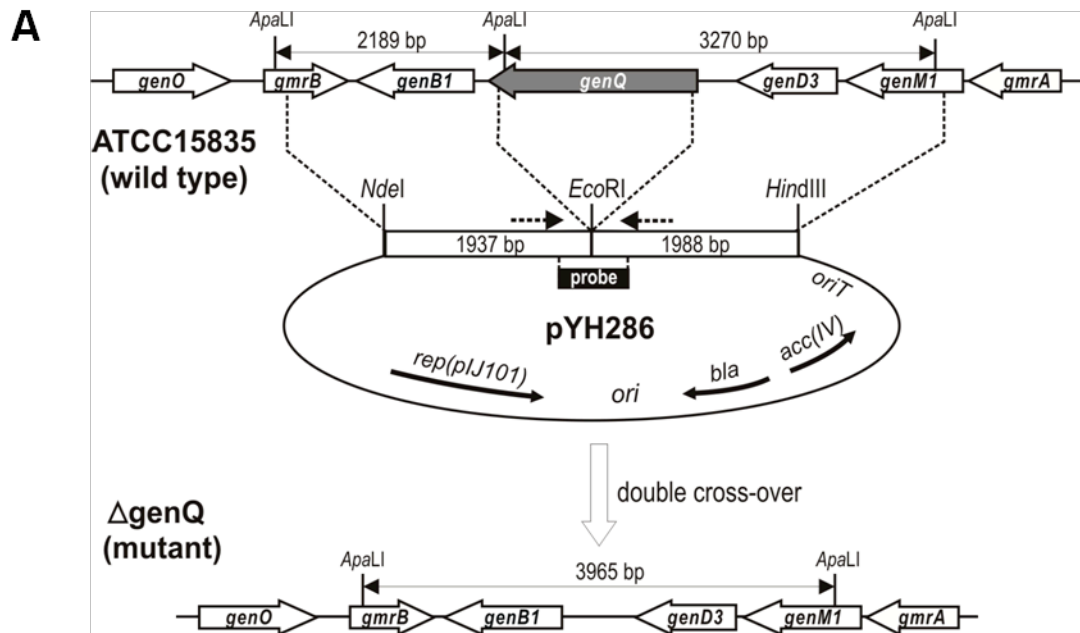 A
ApaLI ApaLI ApaLI
2189 bp 3270 bp
genO gmrB genB1 genQ genD3 genM1 gmrA
ATCC15835
(wild type)
NdeI EcoRI HindIII
1937 bp 1988 bp
probe
oriT
pYH286
rep(pIJ101) ori bla acc(IV)
double cross-over
△genQ
(mutant)
ApaLI ApaLI
3965 bp
genO gmrB genB1 genD3 genM1 gmrA